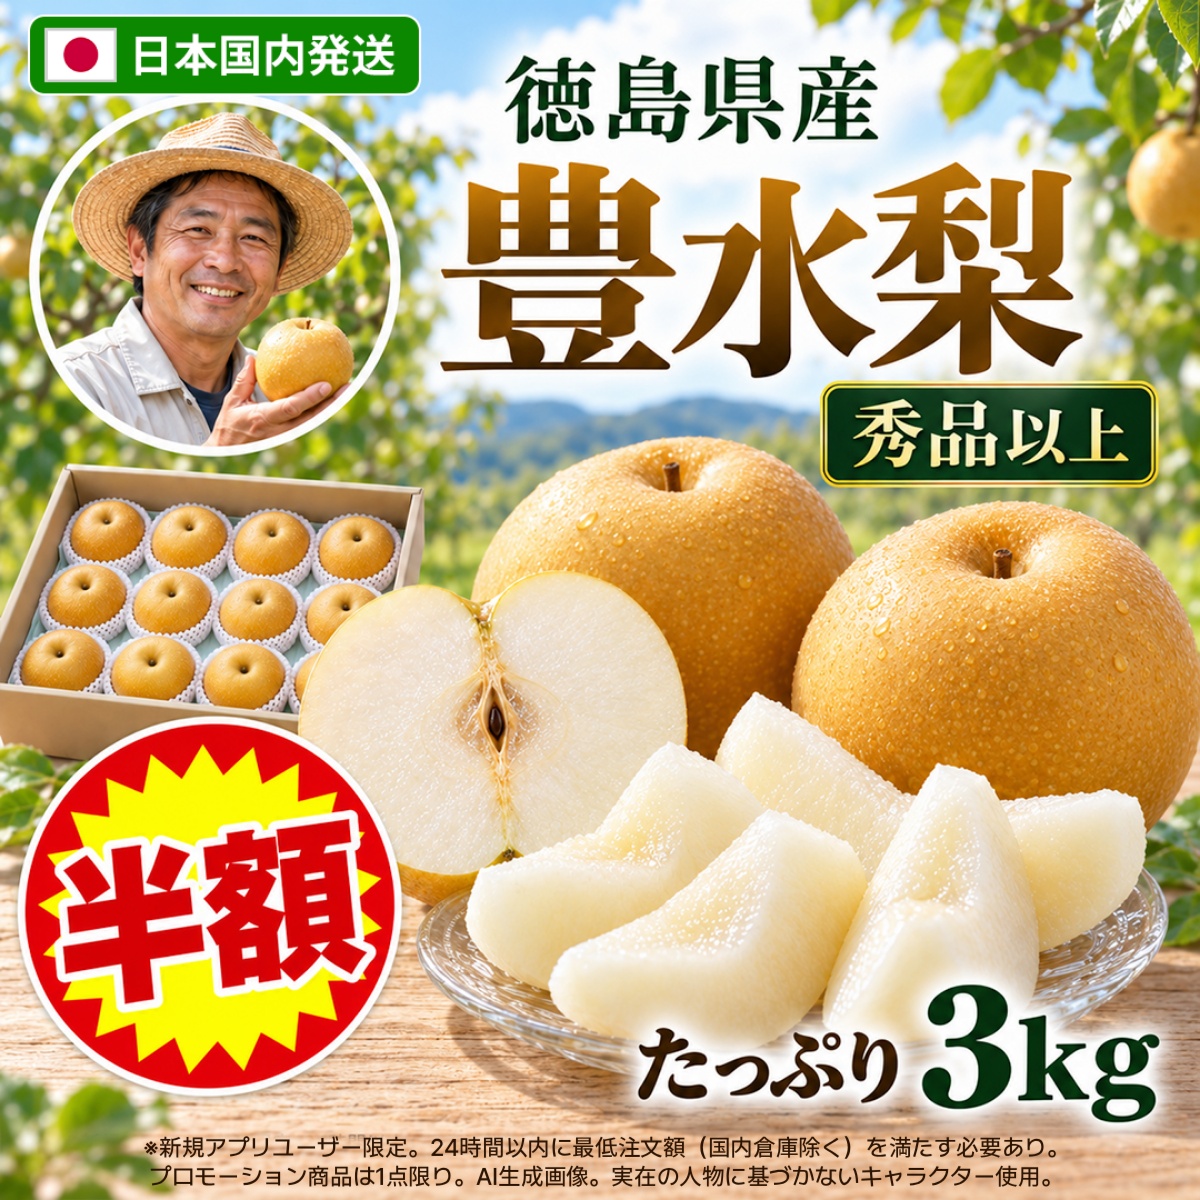 日本国内発送
徳島県産
豊水梨
秀品以上
半額
たっぷり3kg
※新規アプリユーザー限定。24時間以内に最低注文額（国内倉庫除く）を満たす必要あり。
プロモーション商品は1点限り。AI生成画像。実在の人物に基づかないキャラクター使用。